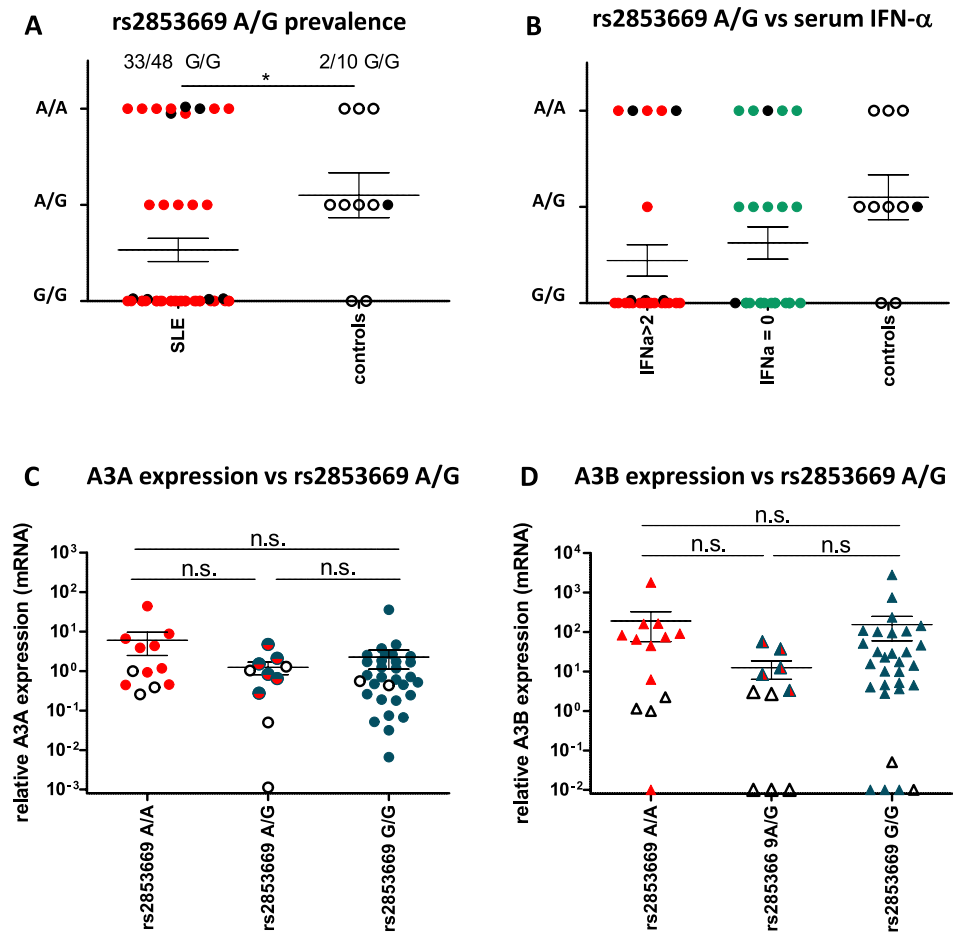 A
rs2853669 A/G prevalence
33/48 G/G
2/10 G/G
*
A/A
A/G
G/G
SLE
controls
B
rs2853669 A/G vs serum IFN-α
A/A
A/G
G/G
IFNa>2
IFNa = 0
controls
C
A3A expression vs rs2853669 A/G
relative A3A expression (mRNA)
n.s.
n.s.
n.s.
10³
10²
10¹
10⁰
10⁻¹
10⁻²
10⁻³
rs2853669 A/A
rs2853669 A/G
rs2853669 G/G
D
A3B expression vs rs2853669 A/G
relative A3B expression (mRNA)
n.s.
n.s.
n.s
10⁴
10³
10²
10¹
10⁰
10⁻¹
10⁻²
rs2853669 A/A
rs285366 9A/G
rs2853669 G/G